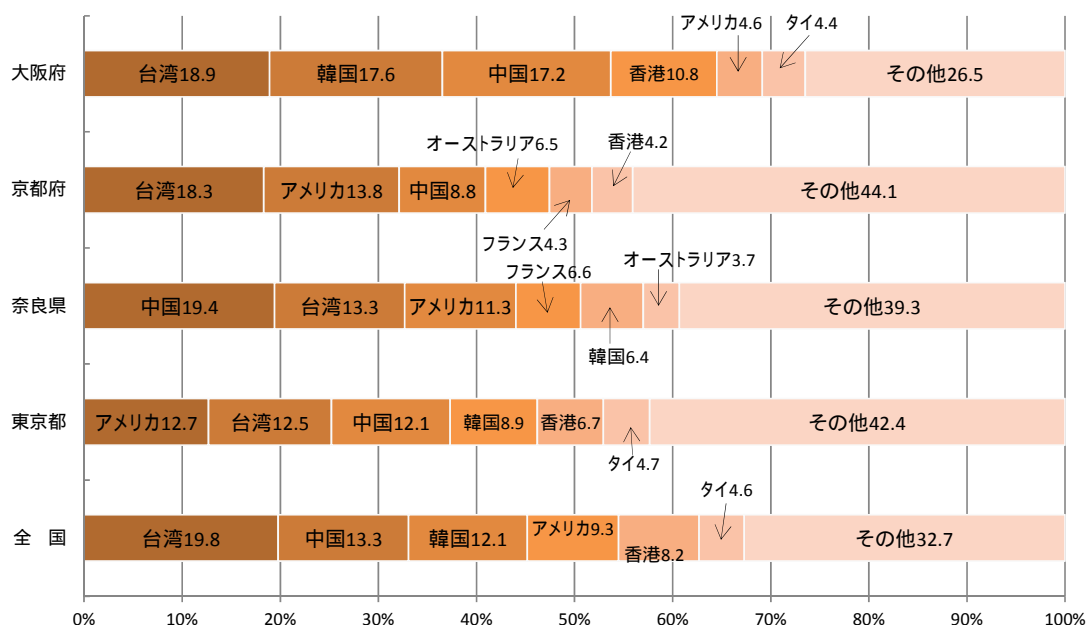 アメリカ4.6 タイ4.4
大阪府 台湾18.9 韓国17.6 中国17.2 香港10.8 その他26.5
オーストラリア6.5 香港4.2
京都府 台湾18.3 アメリカ13.8 中国8.8 その他44.1
フランス4.3
フランス6.6 オーストラリア3.7
奈良県 中国19.4 台湾13.3 アメリカ11.3 その他39.3
韓国6.4
東京都 アメリカ12.7 台湾12.5 中国12.1 韓国8.9 香港6.7 その他42.4
タイ4.7
タイ4.6
全　国 台湾19.8 中国13.3 韓国12.1 アメリカ9.3 香港8.2 その他32.7
0% 10% 20% 30% 40% 50% 60% 70% 80% 90% 100%